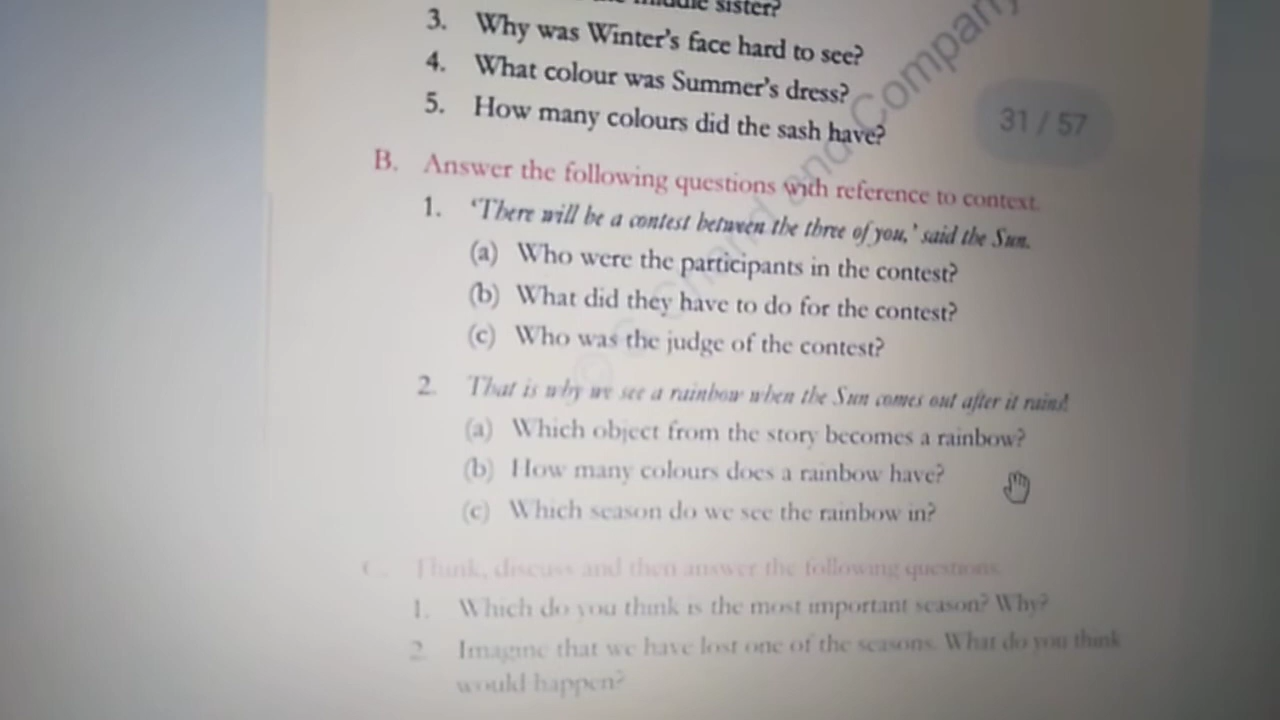 middle sister?
3. Why was Winter's face hard to see?
4. What colour was Summer's dress?
5. How many colours did the sash have?
31 / 57
B. Answer the following questions with reference to context.
1. 'There will be a contest between the three of you,' said the Sun.
(a) Who were the participants in the contest?
(b) What did they have to do for the contest?
(c) Who was the judge of the contest?
2. That is why we see a rainbow when the Sun comes out after it rains!
(a) Which object from the story becomes a rainbow?
(b) How many colours does a rainbow have?
(c) Which season do we see the rainbow in?
C. Think, discuss and then answer the following questions.
1. Which do you think is the most important season? Why?
2. Imagine that we have lost one of the seasons. What do you think
would happen?
© S Chand and Company